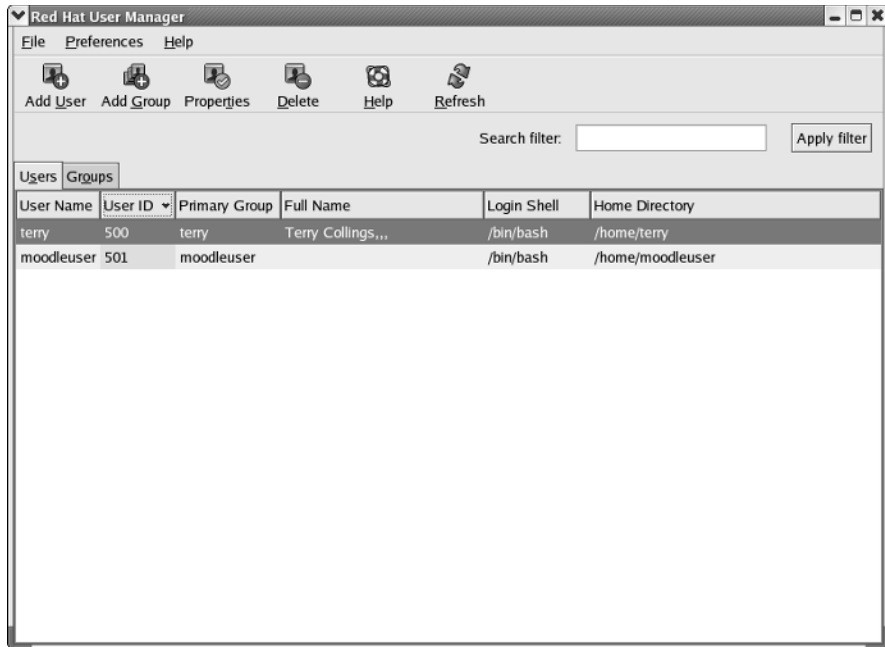 Red Hat User Manager
File Preferences Help
Add User Add Group Properties Delete Help Refresh
Search filter: Apply filter
Users Groups
User Name User ID Primary Group Full Name Login Shell Home Directory
terry 500 terry Terry Collings,,, /bin/bash /home/terry
moodleuser 501 moodleuser /bin/bash /home/moodleuser